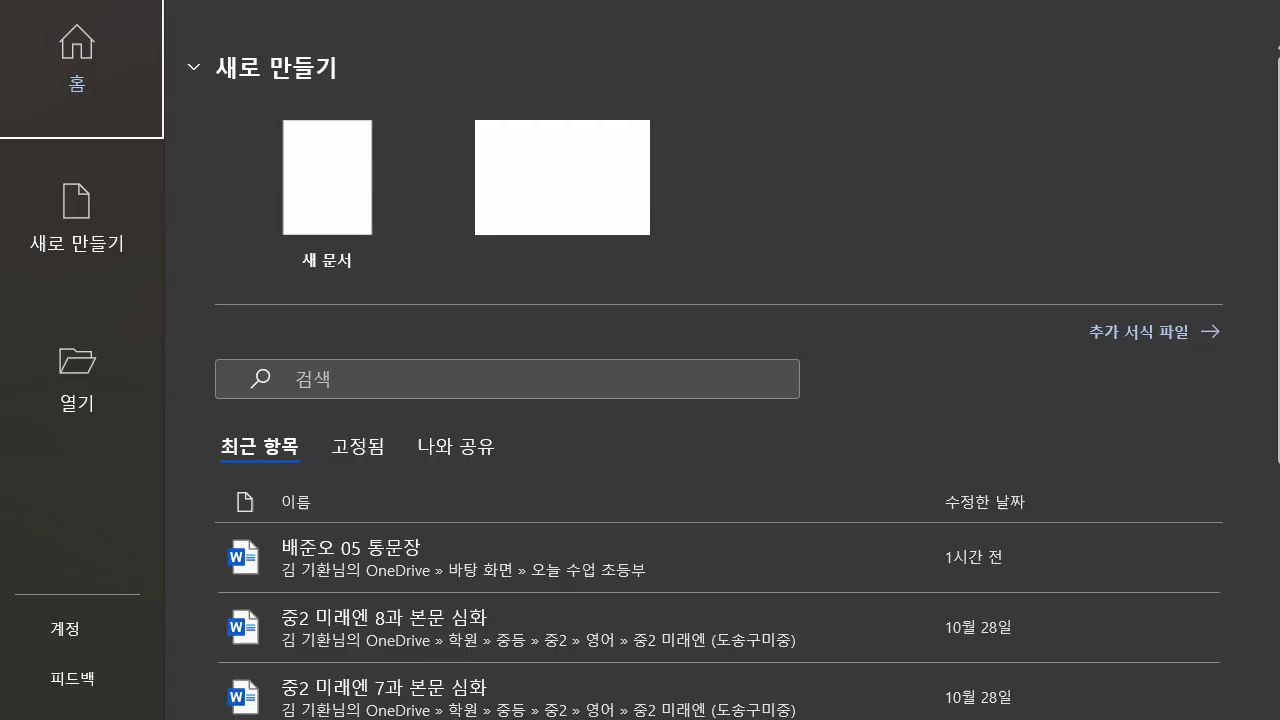 홈
새로 만들기
열기
계정
피드백
새로 만들기
새 문서
추가 서식 파일
검색
최근 항목 고정됨 나와 공유
이름 수정한 날짜
배준오 05 통문장
김 기환님의 OneDrive » 바탕 화면 » 오늘 수업 초등부
1시간 전
중2 미래엔 8과 본문 심화
김 기환님의 OneDrive » 학원 » 중등 » 중2 » 영어 » 중2 미래엔 (도송구미중)
10월 28일
중2 미래엔 7과 본문 심화
김 기환님의 OneDrive » 학원 » 중등 » 중2 » 영어 » 중2 미래엔 (도송구미중)
10월 28일